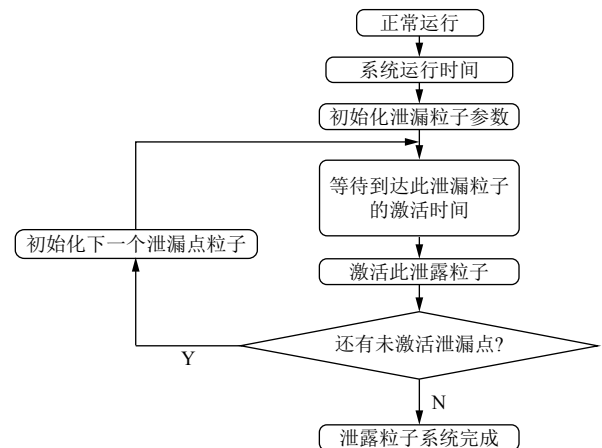 正常运行
系统运行时间
初始化泄漏粒子参数
等待到达此泄漏粒子
的激活时间
初始化下一个泄漏点粒子
激活此泄露粒子
还有未激活泄漏点?
Y
N
泄露粒子系统完成